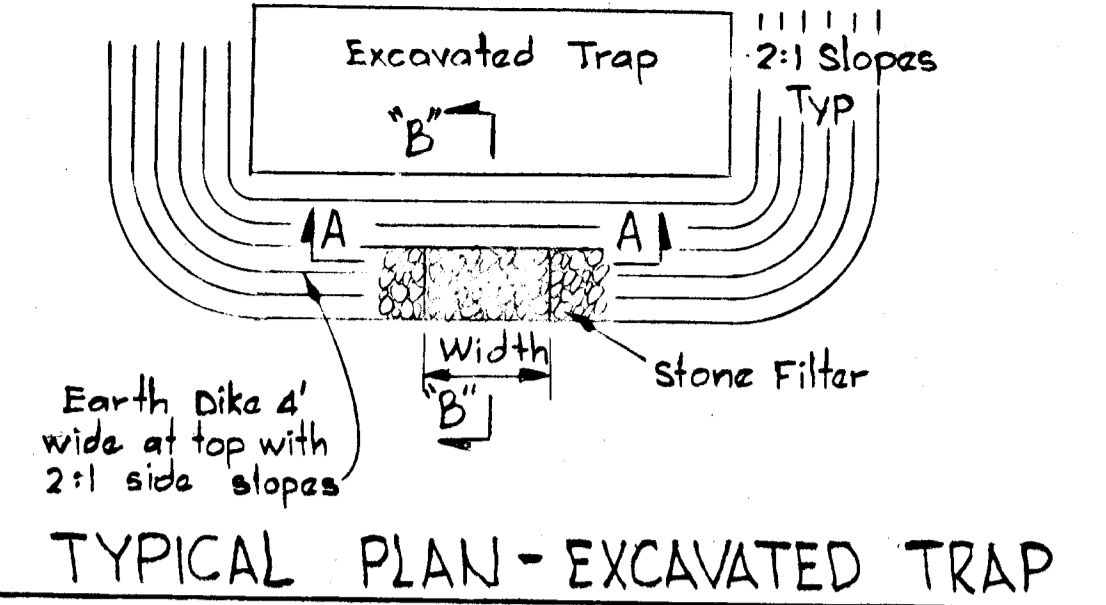 Excavated Trap
2:1 Slopes
Typ
"B"
A
A
Width
Stone Filter
"B"
Earth Dike 4'
wide at top with
2:1 side slopes
TYPICAL PLAN - EXCAVATED TRAP